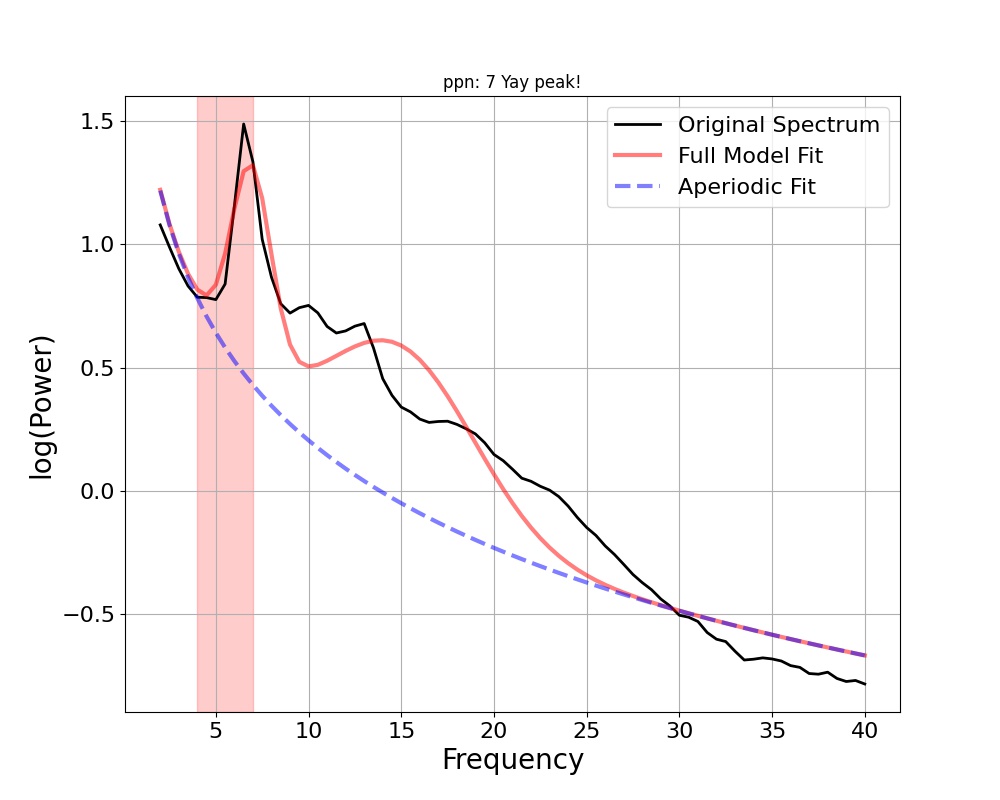 ppn: 7 Yay peak!
1.5
1.0
0.5
0.0
−0.5
log(Power)
Original Spectrum
Full Model Fit
Aperiodic Fit
5 10 15 20 25 30 35 40
Frequency